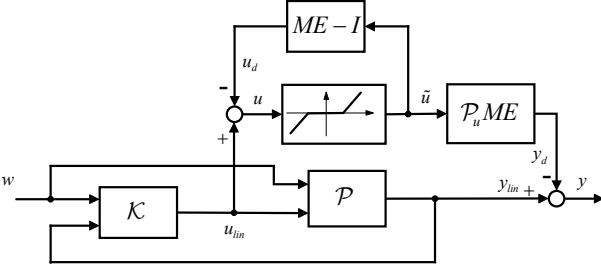 ME − I
u_d
−
u
ũ
𝒫_u ME
+
y_d
−
w
y_lin +
y
𝒦
𝒫
u_lin